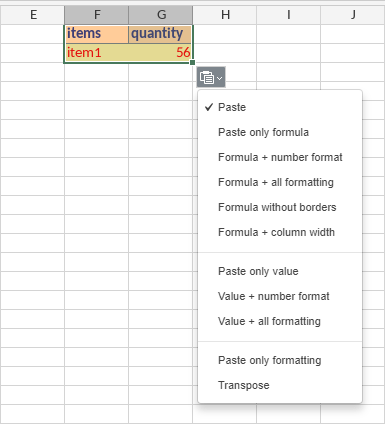 E F G H I J
items quantity
item1 56
Paste
Paste only formula
Formula + number format
Formula + all formatting
Formula without borders
Formula + column width
Paste only value
Value + number format
Value + all formatting
Paste only formatting
Transpose